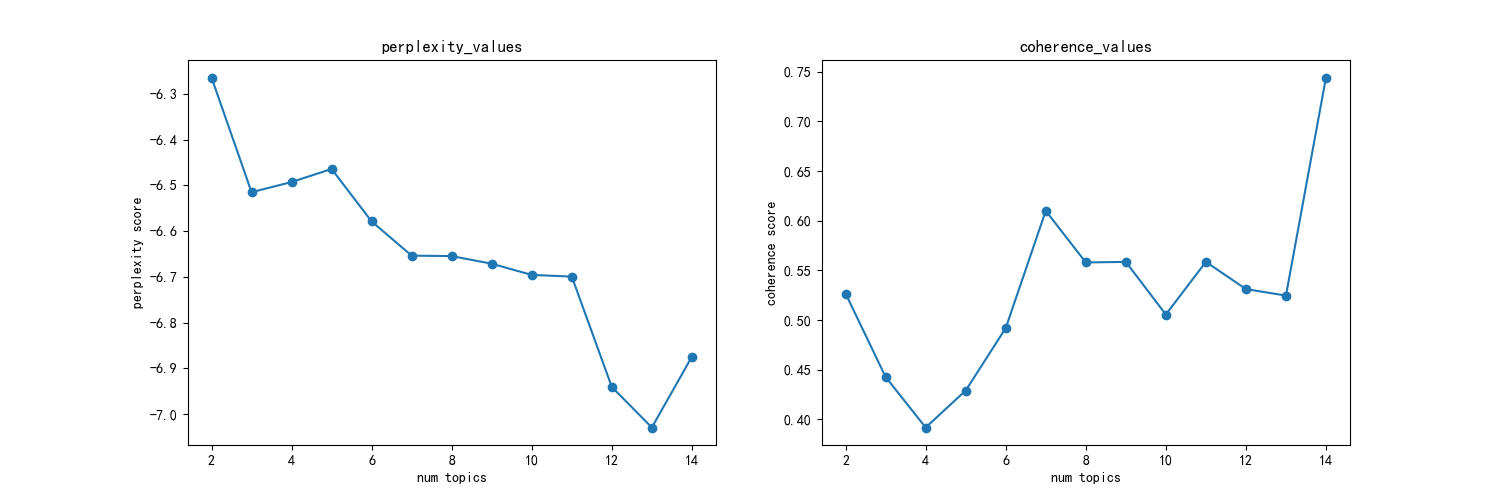 perplexity_values
-6.3
-6.4
-6.5
-6.6
-6.7
-6.8
-6.9
-7.0
perplexity score
2 4 6 8 10 12 14
num topics
coherence_values
0.75
0.70
0.65
0.60
0.55
0.50
0.45
0.40
coherence score
2 4 6 8 10 12 14
num topics